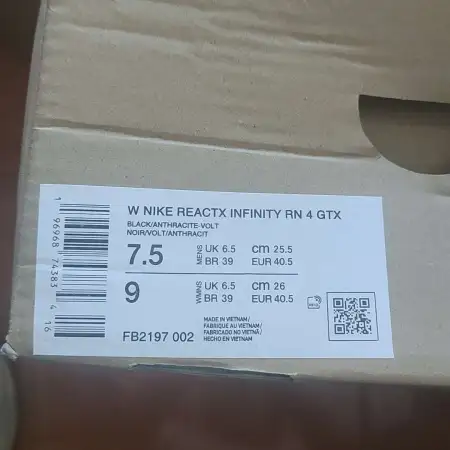 W NIKE REACTX INFINITY RN 4 GTX
BLACK/ANTHRACITE-VOLT
NOIR/VOLT/ANTHRACIT
7.5 MENS UK 6.5 cm 25.5
BR 39 EUR 40.5
9 WMNS UK 6.5 cm 26
BR 39 EUR 40.5
FB2197 002
MADE IN VIETNAM/
FABRIQUE AU VIETNAM/
FABRICADO NO VIETNÃ/
HECHO EN VIETNAM
1 96968 74383 4 16